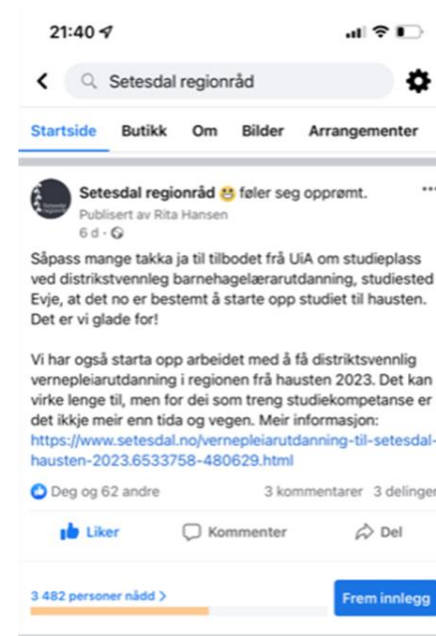 21:40
Setesdal regionråd
Startside Butikk Om Bilder Arrangementer
Setesdal regionråd 😬 føler seg opprømt.
Publisert av Rita Hansen
6 d ·
Såpass mange takka ja til tilbodet frå UiA om studieplass
ved distrikstvennleg barnehagelærarutdanning, studiested
Evje, at det no er bestemt å starte opp studiet til hausten.
Det er vi glade for!
Vi har også starta opp arbeidet med å få distriktsvennlig
vernepleiarutdanning i regionen frå hausten 2023. Det kan
virke lenge til, men for dei som treng studiekompetanse er
det ikkje meir enn tida og vegen. Meir informasjon:
https://www.setesdal.no/vernepleiarutdanning-til-setesdal-
hausten-2023.6533758-480629.html
Deg og 62 andre 3 kommentarer 3 delinger
Liker Kommenter Del
3 482 personer nådd >
Frem innlegg